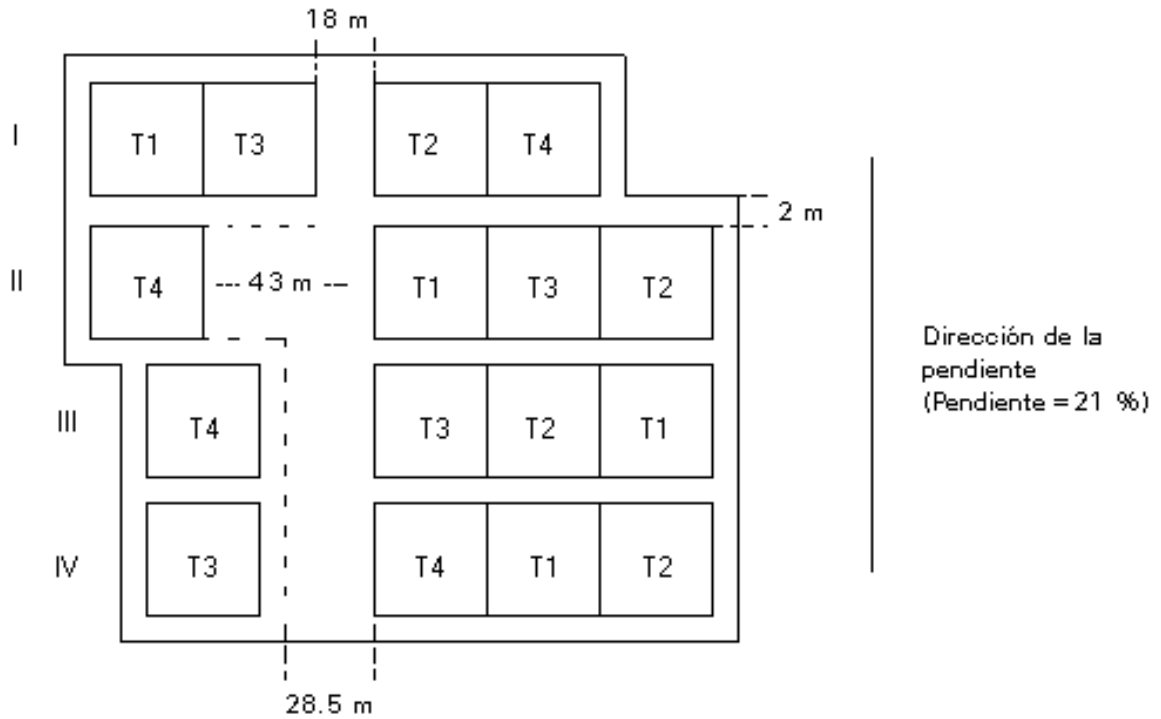 18 m
I T1 T3 T2 T4
2 m
II T4 --- 43 m --- T1 T3 T2
Dirección de la
pendiente
(Pendiente = 21 %)
III T4 T3 T2 T1
IV T3 T4 T1 T2
28.5 m